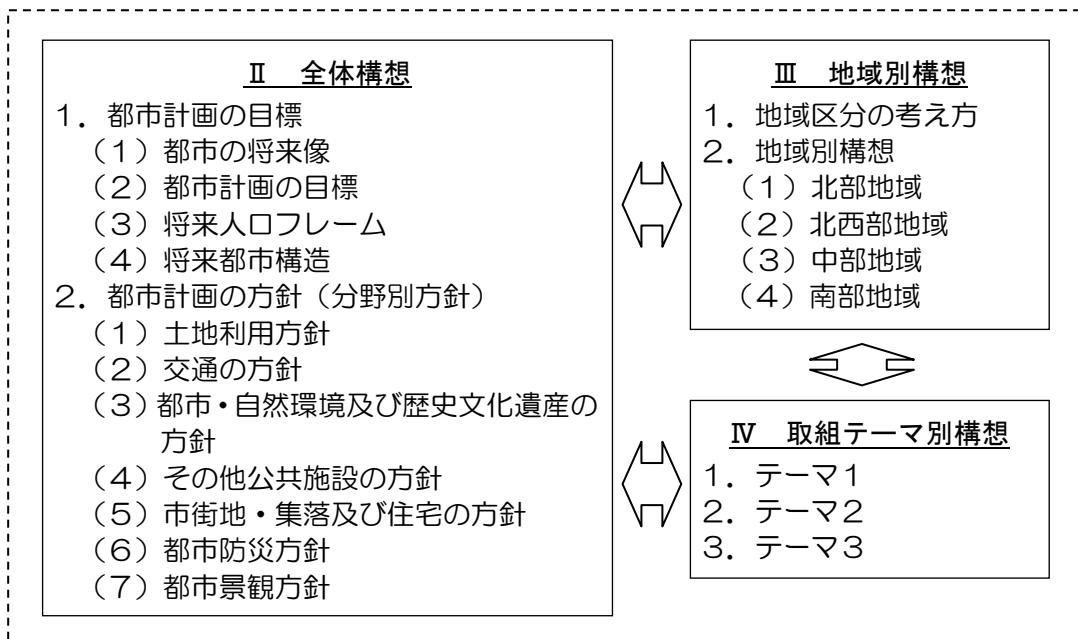 Ⅱ　全体構想
１．都市計画の目標
（１）都市の将来像
（２）都市計画の目標
（３）将来人口フレーム
（４）将来都市構造
２．都市計画の方針（分野別方針）
（１）土地利用方針
（２）交通の方針
（３）都市・自然環境及び歴史文化遺産の
方針
（４）その他公共施設の方針
（５）市街地・集落及び住宅の方針
（６）都市防災方針
（７）都市景観方針
Ⅲ　地域別構想
１．地域区分の考え方
２．地域別構想
（１）北部地域
（２）北西部地域
（３）中部地域
（４）南部地域
Ⅳ　取組テーマ別構想
１．テーマ１
２．テーマ２
３．テーマ３